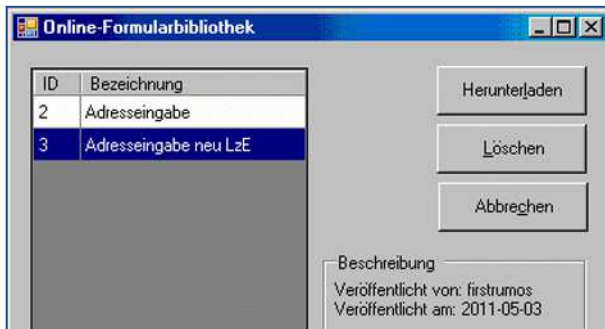 Online-Formularbibliothek
ID Bezeichnung
2 Adresseingabe
3 Adresseingabe neu LzE
Herunterladen
Löschen
Abbrechen
Beschreibung
Veröffentlicht von: firstrumos
Veröffentlicht am: 2011-05-03